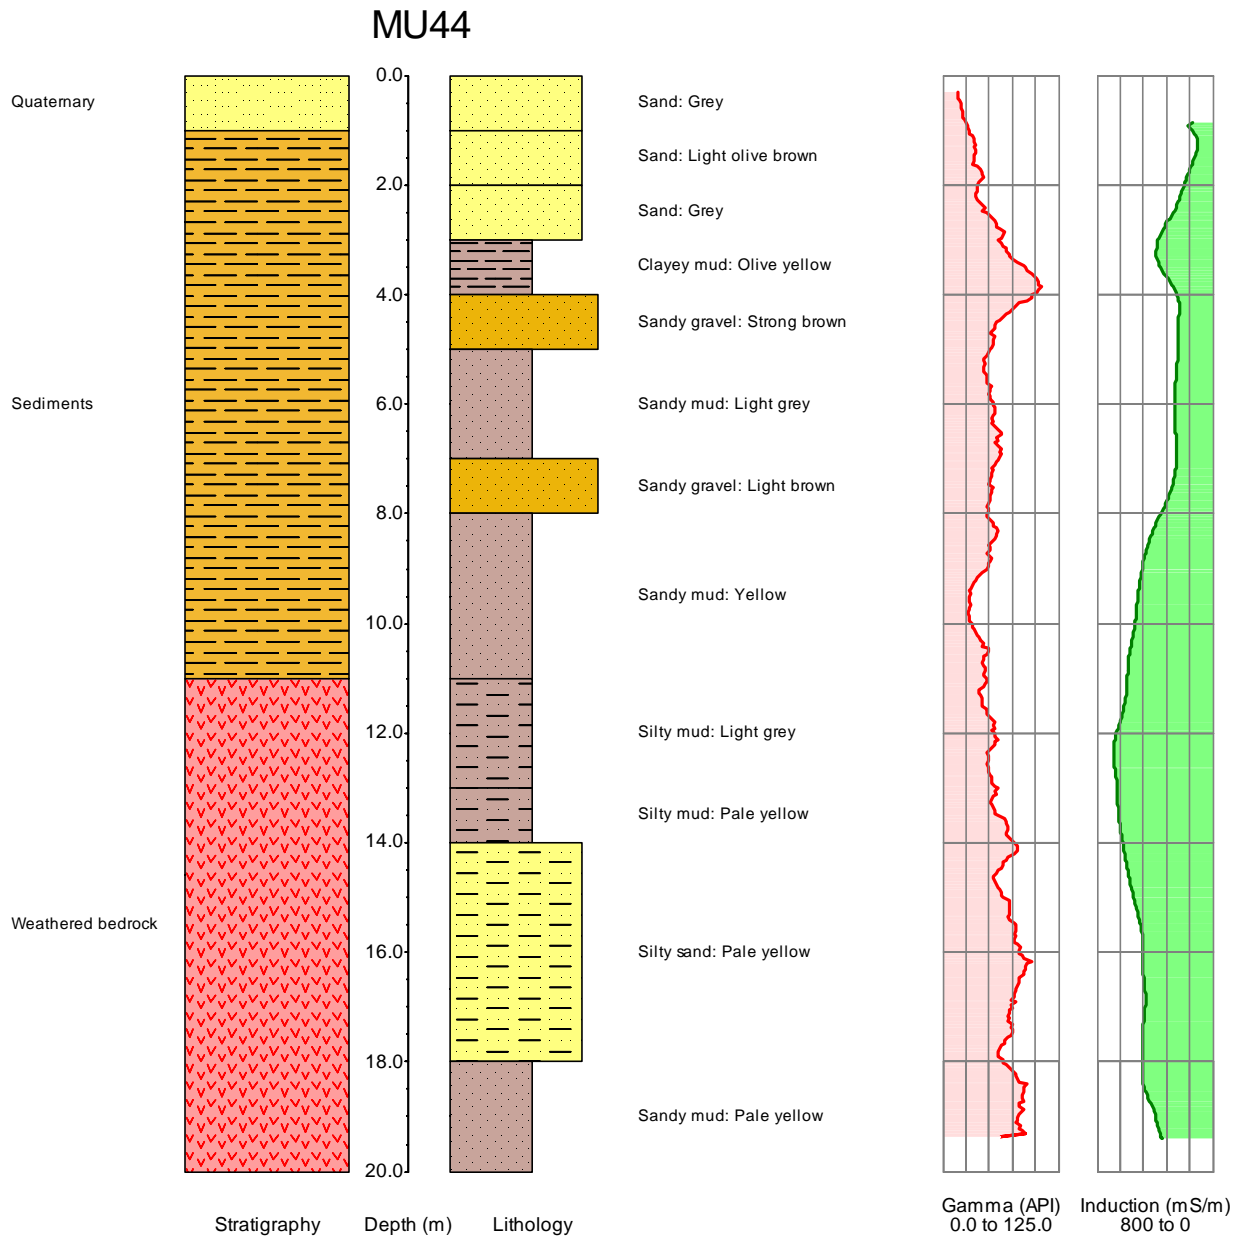 MU44
0.0
Quaternary
Sand: Grey
Sand: Light olive brown
2.0
Sand: Grey
Clayey mud: Olive yellow
4.0
Sandy gravel: Strong brown
Sediments
6.0
Sandy mud: Light grey
Sandy gravel: Light brown
8.0
Sandy mud: Yellow
10.0
12.0
Silty mud: Light grey
Silty mud: Pale yellow
14.0
Weathered bedrock
16.0
Silty sand: Pale yellow
18.0
Sandy mud: Pale yellow
20.0
Stratigraphy
Depth (m)
Lithology
Gamma (API)
0.0 to 125.0
Induction (mS/m)
800 to 0